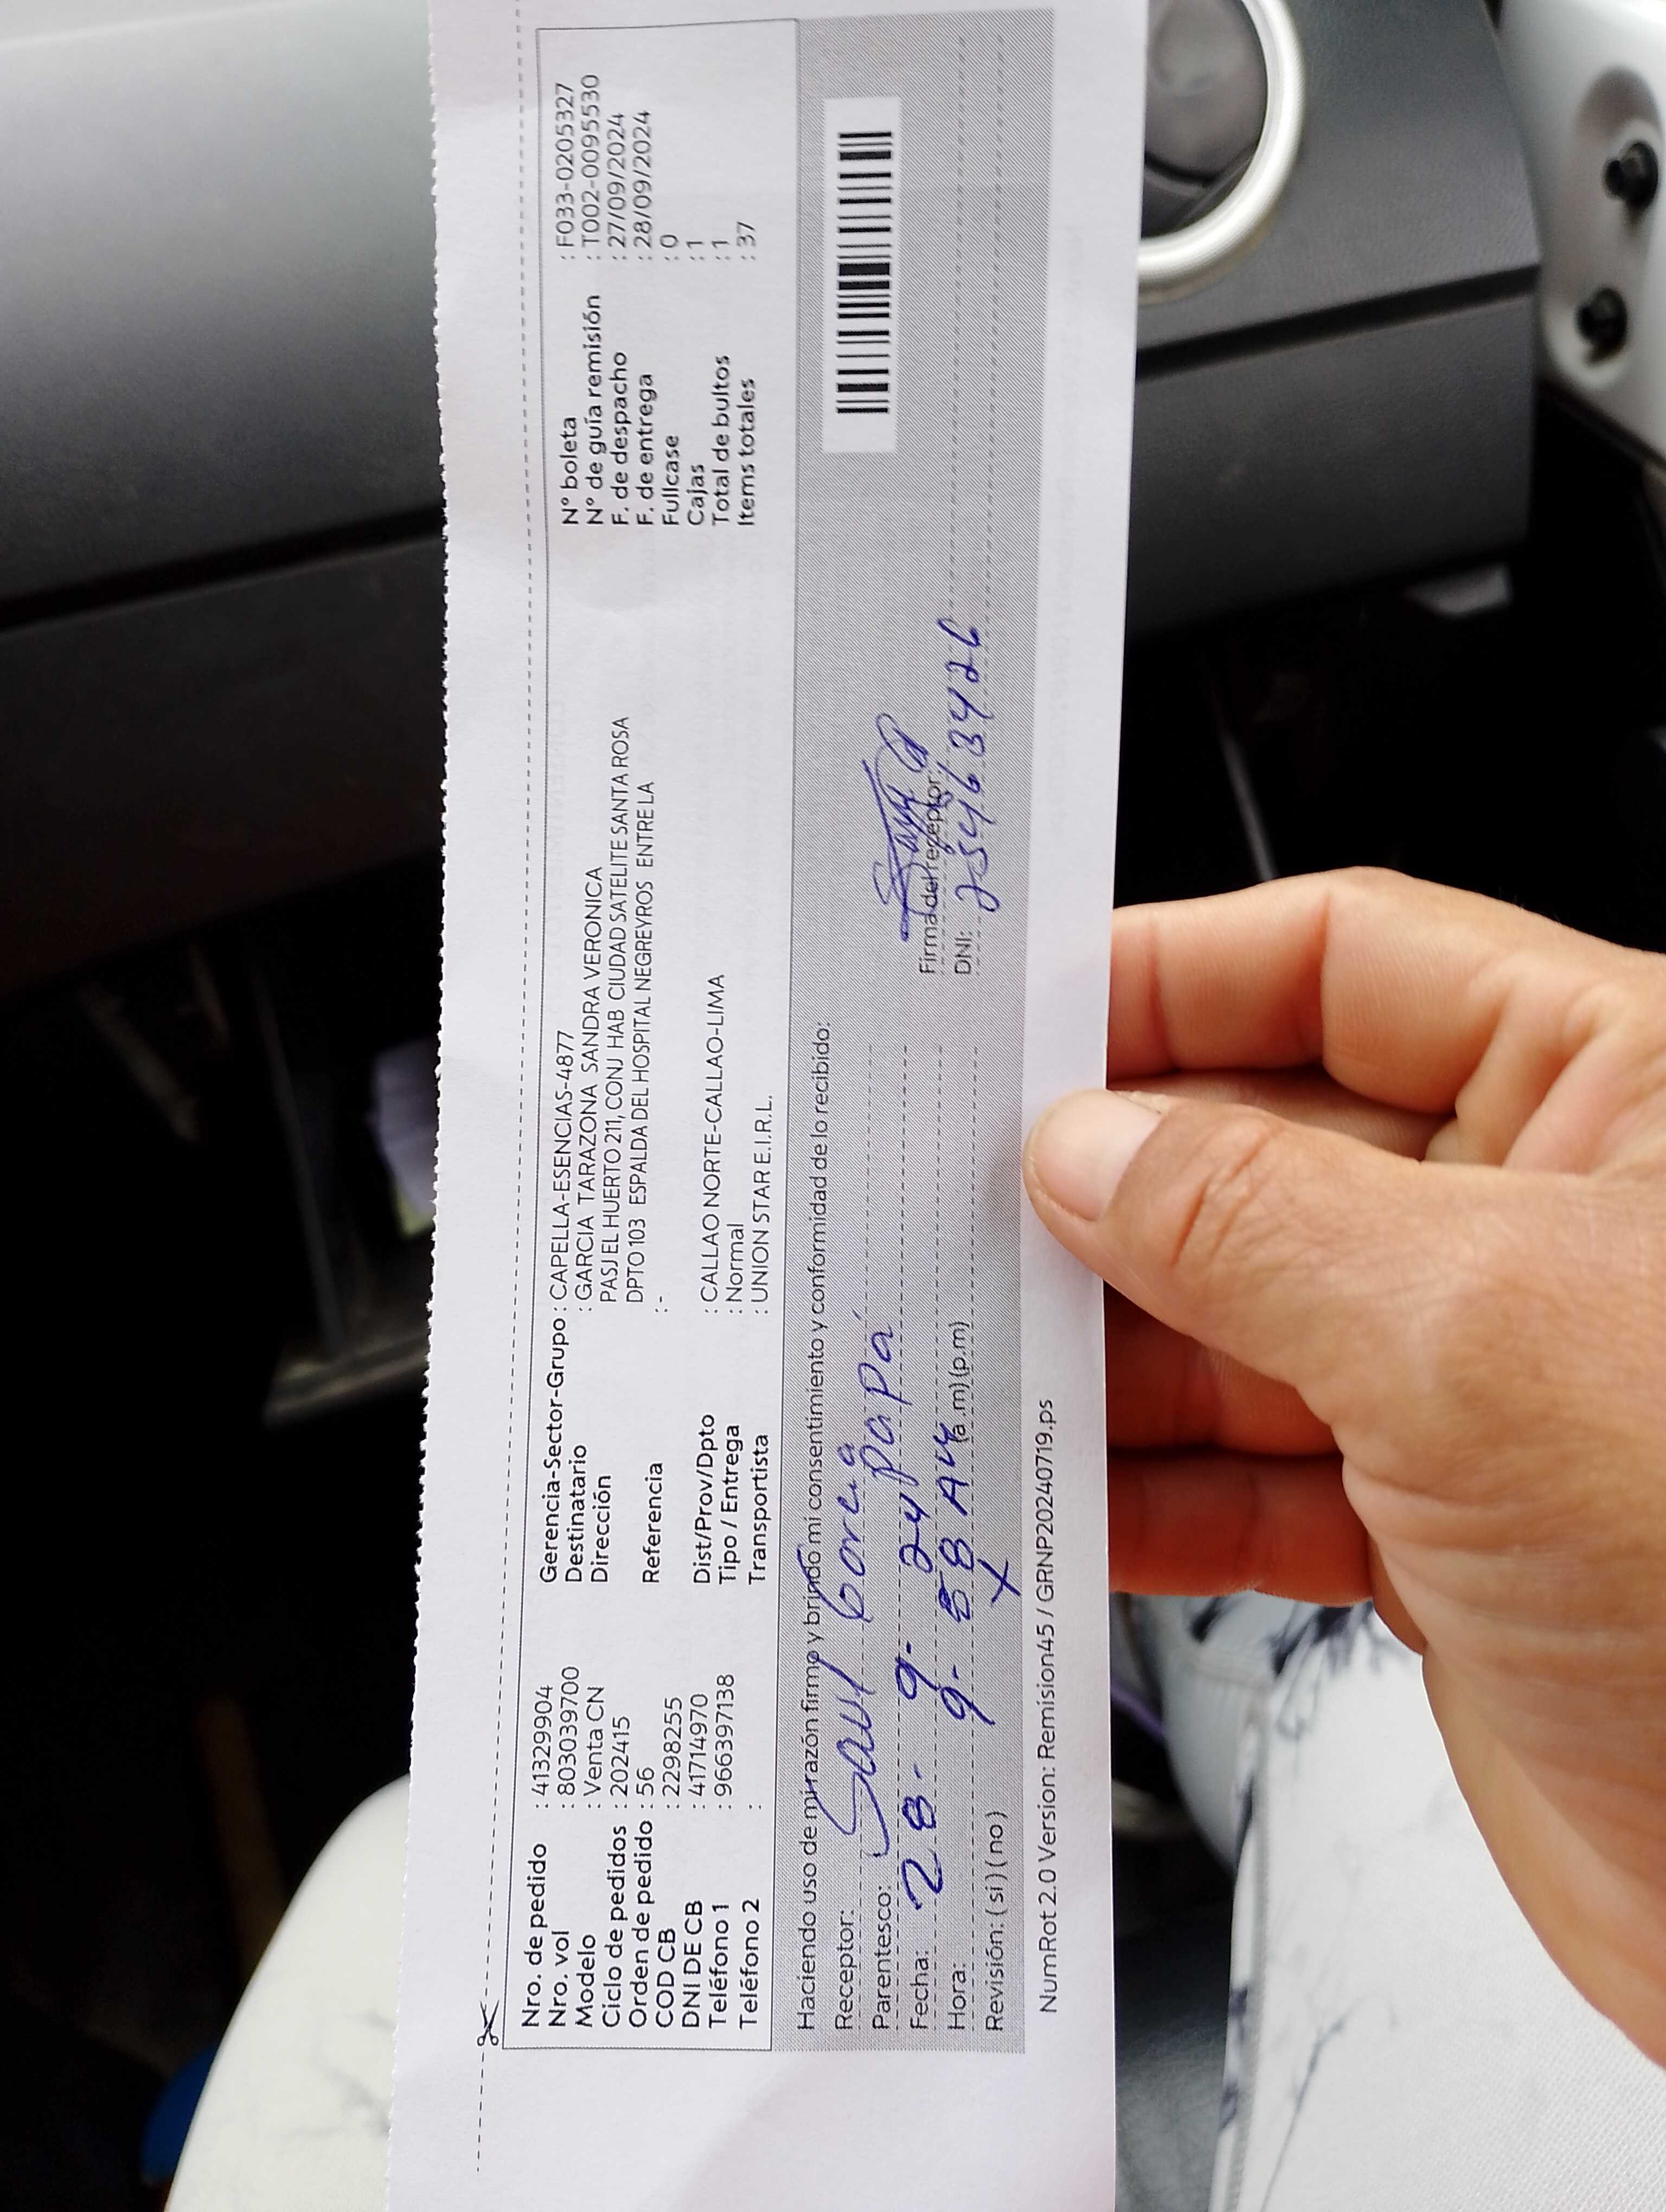 Nro. de pedido : 41329904
Nro. vol : 803039700
Modelo : Venta CN
Ciclo de pedidos : 202415
Orden de pedido : 56
COD CB : 2298255
DNI DE CB : 41714970
Teléfono 1 : 966397138
Teléfono 2 :
Gerencia-Sector-Grupo : CAPELLA-ESENCIAS-4877
Destinatario : GARCIA TARAZONA SANDRA VERONICA
Dirección PASJ EL HUERTO 211, CONJ HAB CIUDAD SATELITE SANTA ROSA
DPTO 103 ESPALDA DEL HOSPITAL NEGREYROS ENTRE LA
Referencia : -
Dist/Prov/Dpto : CALLAO NORTE-CALLAO-LIMA
Tipo / Entrega : Normal
Transportista : UNION STAR E.I.R.L.
N° boleta : F033-0205327
N° de guía remisión : T002-0095530
F. de despacho : 27/09/2024
F. de entrega : 28/09/2024
Fullcase : 0
Cajas : 1
Total de bultos : 1
Items totales : 37
Haciendo uso de mi razón firmo y brindo mi consentimiento y conformidad de lo recibido:
Receptor: Saul
Parentesco: papá
Fecha: 28 - 9 - 24
Hora: (a.m) (p.m)
Revisión: ( si ) ( no )
Firma del receptor:
DNI: 25463426
NumRot 2.0 Version: Remision45 / GRNP20240719.ps